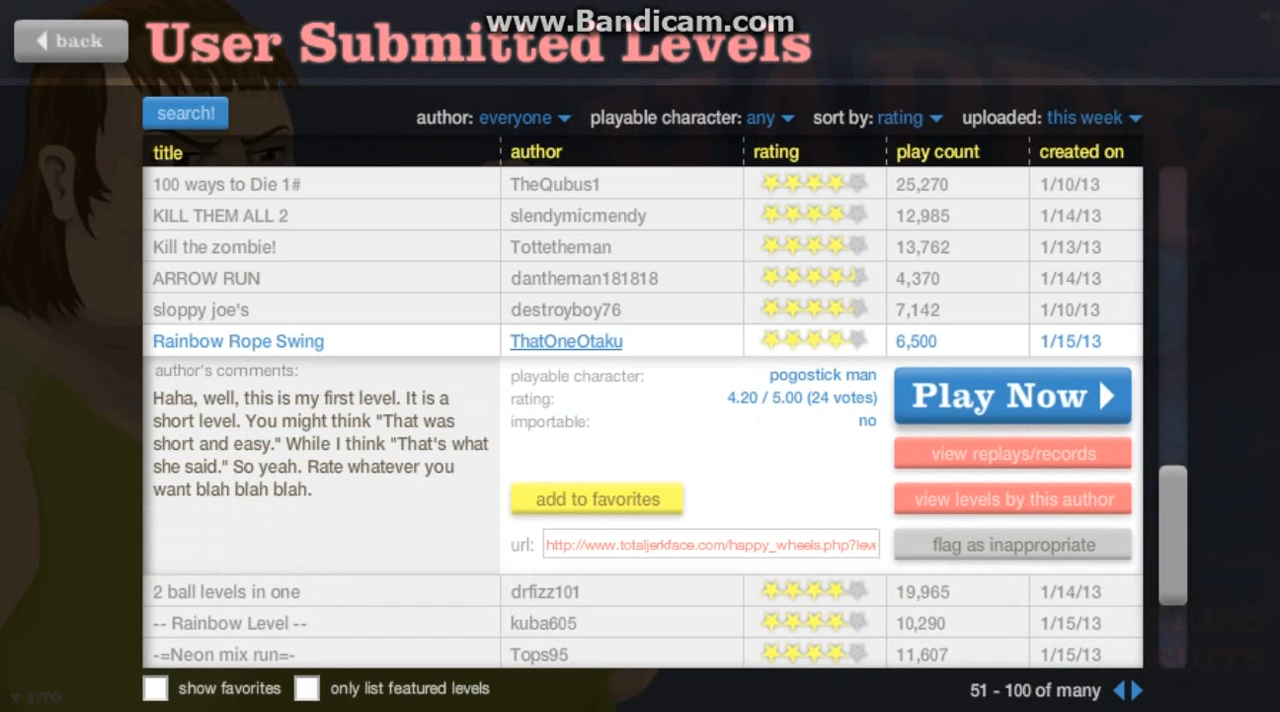 www.Bandicam.com
back
User Submitted Levels
search!
author: everyone playable character: any sort by: rating uploaded: this week
title author rating play count created on
100 ways to Die 1# TheQubus1 25,270 1/10/13
KILL THEM ALL 2 slendymicmendy 12,985 1/14/13
Kill the zombie! Tottetheman 13,762 1/13/13
ARROW RUN dantheman181818 4,370 1/14/13
sloppy joe's destroyboy76 7,142 1/10/13
Rainbow Rope Swing ThatOneOtaku 6,500 1/15/13
author's comments:
Haha, well, this is my first level. It is a
short level. You might think "That was
short and easy." While I think "That's what
she said." So yeah. Rate whatever you
want blah blah blah.
playable character: pogostick man
rating: 4.20 / 5.00 (24 votes)
importable: no
add to favorites
url: http://www.totaljerkface.com/happy_wheels.php?leve
Play Now
view replays/records
view levels by this author
flag as inappropriate
2 ball levels in one drfizz101 19,965 1/14/13
-- Rainbow Level -- kuba605 10,290 1/15/13
-=Neon mix run=- Tops95 11,607 1/15/13
show favorites only list featured levels 51 - 100 of many
v 1.70